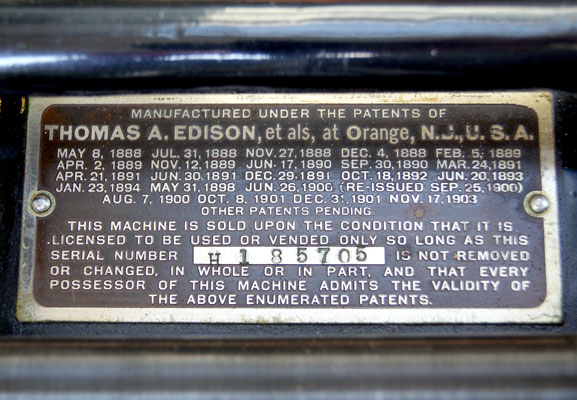 MANUFACTURED UNDER THE PATENTS OF
THOMAS A. EDISON, et als, at Orange, N.J., U.S.A.
MAY 8, 1888 JUL. 31, 1888 NOV. 27, 1888 DEC. 4, 1888 FEB. 5, 1889
APR. 2, 1889 NOV. 12, 1889 JUN. 17, 1890 SEP. 30, 1890 MAR. 24, 1891
APR. 21, 1891 JUN. 30, 1891 DEC. 29, 1891 OCT. 18, 1892 JUN. 20, 1893
JAN. 23, 1894 MAY 31, 1898 JUN. 26, 1900 (RE-ISSUED SEP. 25, 1900)
AUG. 7, 1900 OCT. 8, 1901 DEC. 31, 1901 NOV. 17, 1903
OTHER PATENTS PENDING.
THIS MACHINE IS SOLD UPON THE CONDITION THAT IT IS
LICENSED TO BE USED OR VENDED ONLY SO LONG AS THIS
SERIAL NUMBER H 185705 IS NOT REMOVED
OR CHANGED, IN WHOLE OR IN PART, AND THAT EVERY
POSSESSOR OF THIS MACHINE ADMITS THE VALIDITY OF
THE ABOVE ENUMERATED PATENTS.